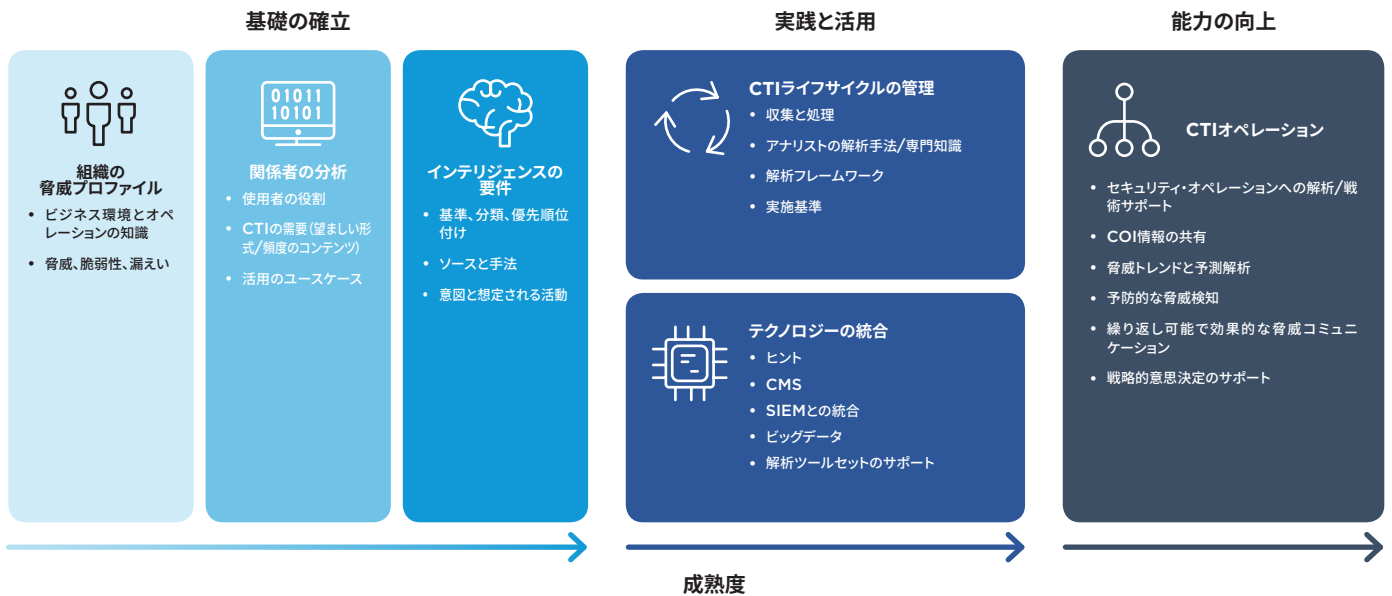 基礎の確立
組織の
脅威プロファイル
• ビジネス環境とオペ
レーションの知識
• 脅威、脆弱性、漏えい
01011
10101
関係者の分析
• 使用者の役割
• CTIの需要（望ましい形
式/頻度のコンテンツ）
• 活用のユースケース
インテリジェンスの
要件
• 基準、分類、優先順位
付け
• ソースと手法
• 意図と想定される活動
実践と活用
CTIライフサイクルの管理
• 収集と処理
• アナリストの解析手法/専門知識
• 解析フレームワーク
• 実施基準
テクノロジーの統合
• ヒント
• CMS
• SIEMとの統合
• ビッグデータ
• 解析ツールセットのサポート
能力の向上
CTIオペレーション
• セキュリティ・オペレーションへの解析/戦
術サポート
• COI情報の共有
• 脅威トレンドと予測解析
• 予防的な脅威検知
• 繰り返し可能で効果的な脅威コミュニ
ケーション
• 戦略的意思決定のサポート
成熟度